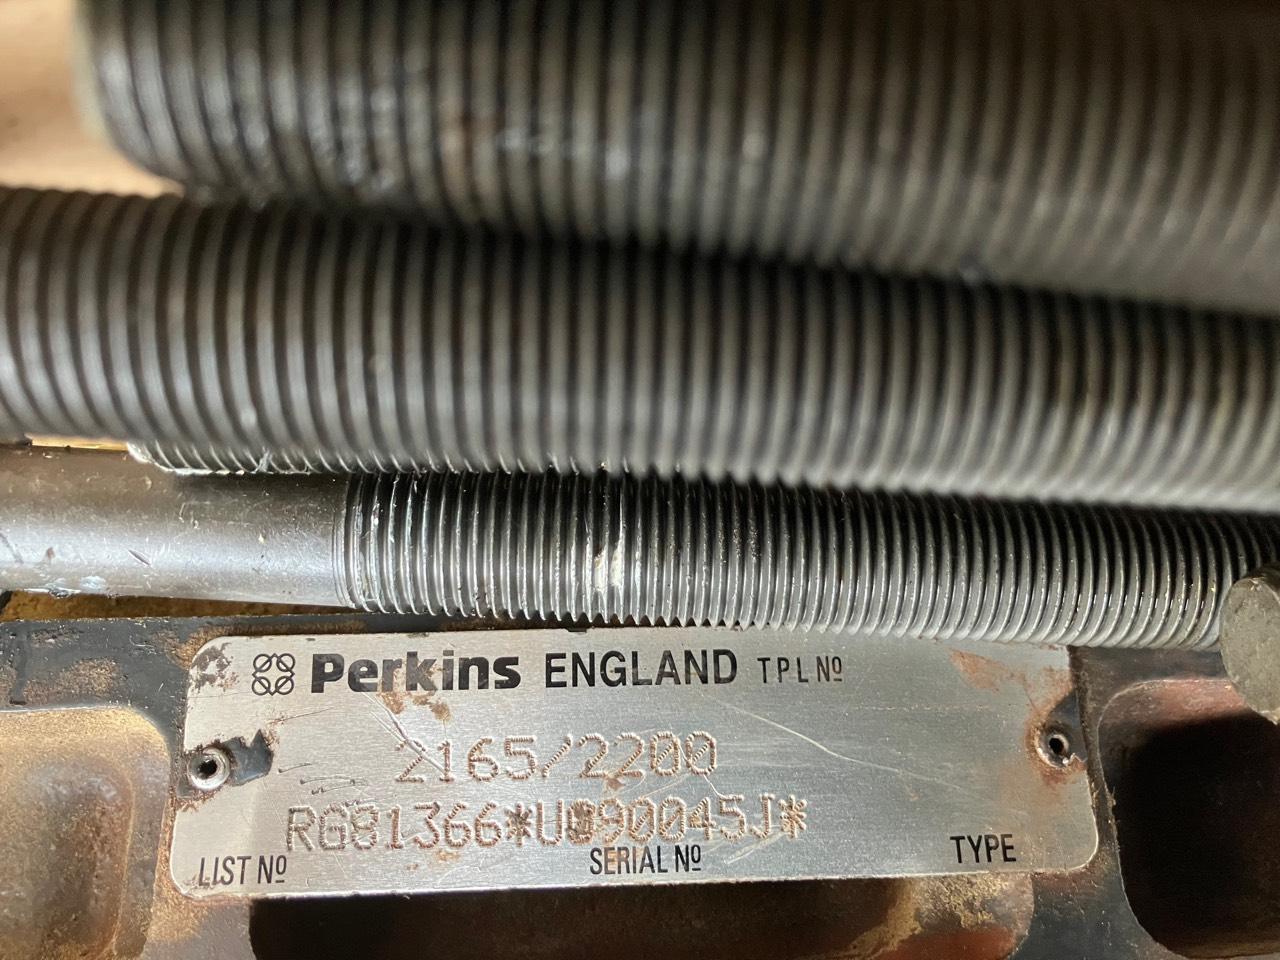 Perkins ENGLAND TPL Nº
2165/2200
RG81366*U090045J*
LIST Nº SERIAL Nº TYPE